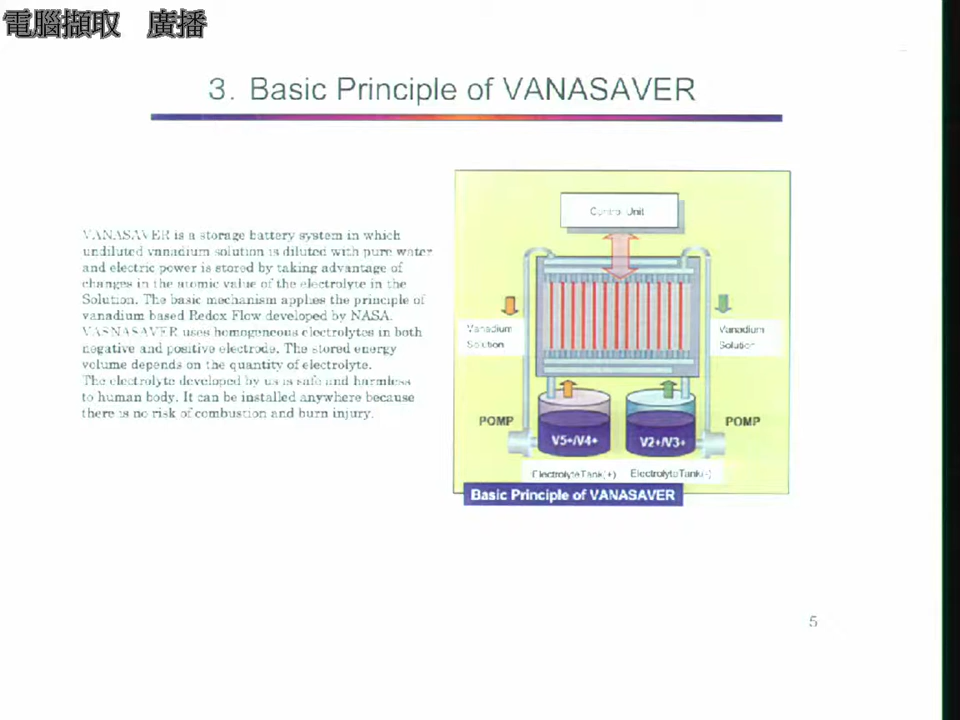 電腦擷取 廣播
3. Basic Principle of VANASAVER
VANASAVER is a storage battery system in which
undiluted vanadium solution is diluted with pure water
and electric power is stored by taking advantage of
changes in the atomic value of the electrolyte in the
Solution. The basic mechanism applies the principle of
vanadium based Redox Flow developed by NASA.
VASNASAVER uses homogeneous electrolytes in both
negative and positive electrode. The stored energy
volume depends on the quantity of electrolyte.
The electrolyte developed by us is safe and harmless
to human body. It can be installed anywhere because
there is no risk of combustion and burn injury.
Control Unit
Vanadium
Solution
Vanadium
Solution
POMP
POMP
V5+/V4+
V2+/V3+
Electrolyte Tank(+)
Electrolyte Tank(-)
Basic Principle of VANASAVER
5